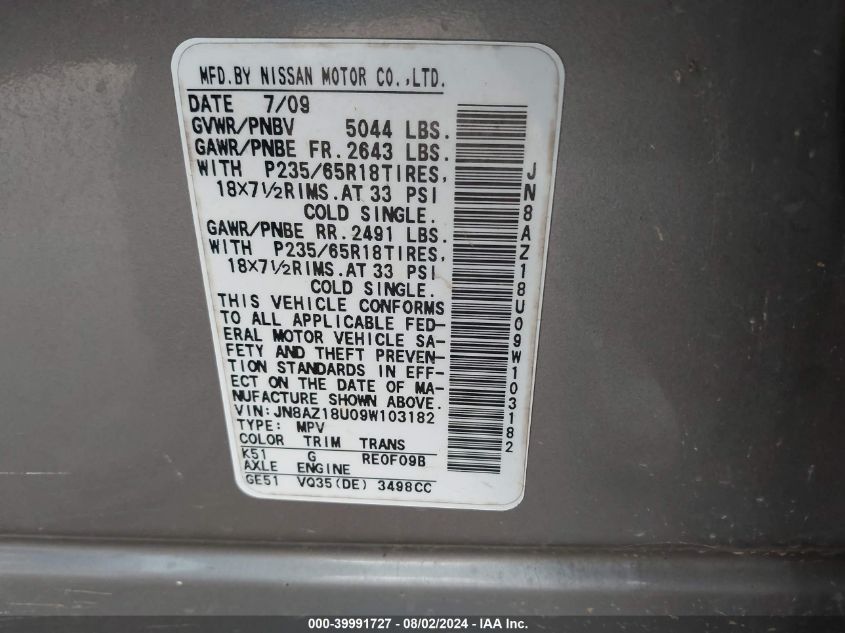 MFD.BY NISSAN MOTOR CO.,LTD.
DATE 7/09
GVWR/PNBV 5044 LBS.
GAWR/PNBE FR.2643 LBS.
WITH P235/65R18TIRES,
18X7½RIMS.AT 33 PSI
COLD SINGLE.
GAWR/PNBE RR.2491 LBS.
WITH P235/65R18TIRES,
18X7½RIMS.AT 33 PSI
COLD SINGLE.
THIS VEHICLE CONFORMS
TO ALL APPLICABLE FED-
ERAL MOTOR VEHICLE SA-
FETY AND THEFT PREVEN-
TION STANDARDS IN EFF-
ECT ON THE DATE OF MA-
NUFACTURE SHOWN ABOVE.
VIN:JN8AZ18U09W103182
TYPE: MPV
COLOR TRIM TRANS
K51 G RE0F09B
AXLE ENGINE
GE51 VQ35(DE) 3498CC
JN8AZ18U09W103182
000-39991727 - 08/02/2024 - IAA Inc.